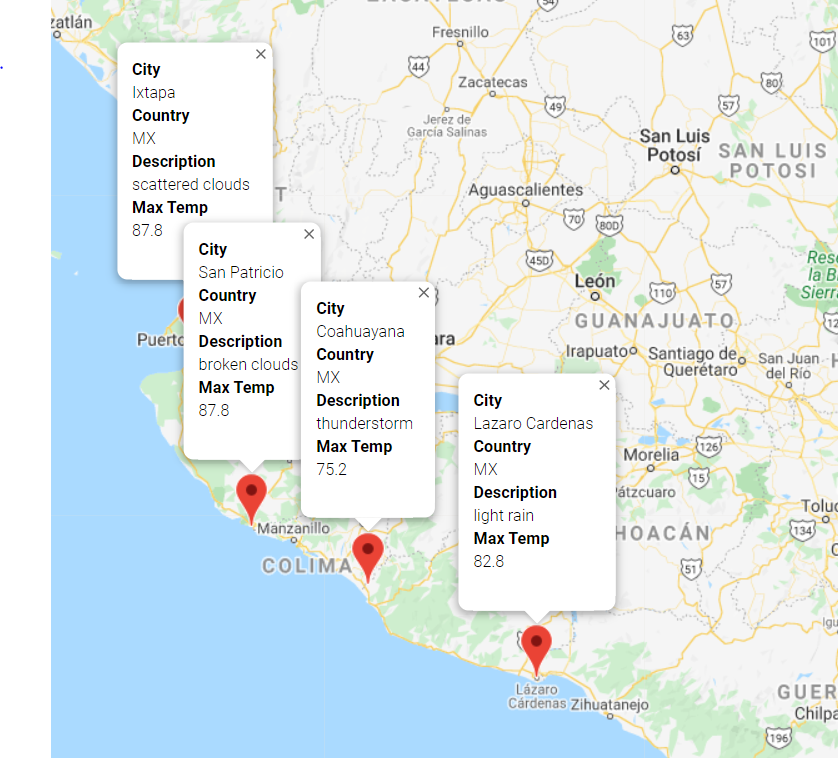 zatlán
Fresnillo
54
63
101
44
Zacatecas
80
57
49
Jerez de
García Salinas
San Luis
Potosí
SAN LUIS
POTOSI
Aguascalientes
70
80D
45D
León
110
57
GUANAJUATO
Irapuato
Santiago de
Querétaro
San Juan
del Río
City
Ixtapa
Country
MX
Description
scattered clouds
Max Temp
87.8
T
City
San Patricio
Country
MX
Description
broken clouds
Max Temp
87.8
Puerto
City
Coahuayana
Country
MX
Description
thunderstorm
Max Temp
75.2
ara
City
Lazaro Cardenas
Country
MX
Description
light rain
Max Temp
82.8
126
Morelia
15
Pátzcuaro
Toluc
134
HOACÁN
51
Manzanillo
COLIMA
Lázaro
Cárdenas
Zihuatanejo
GUER
Chilpa
196